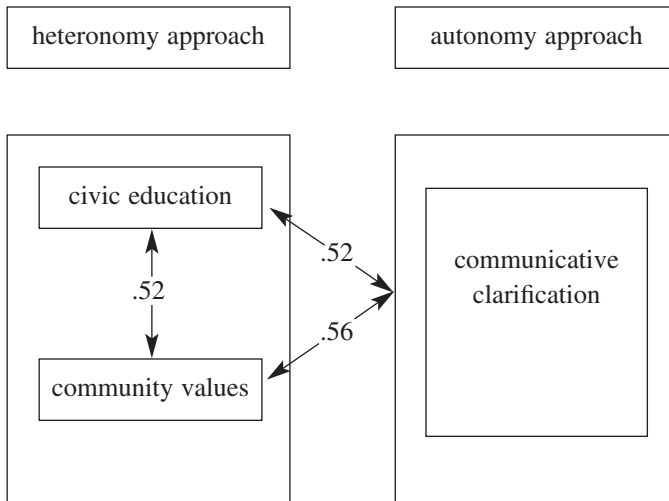 heteronomy approach
autonomy approach
civic education
.52
.52
communicative
clarification
.56
community values